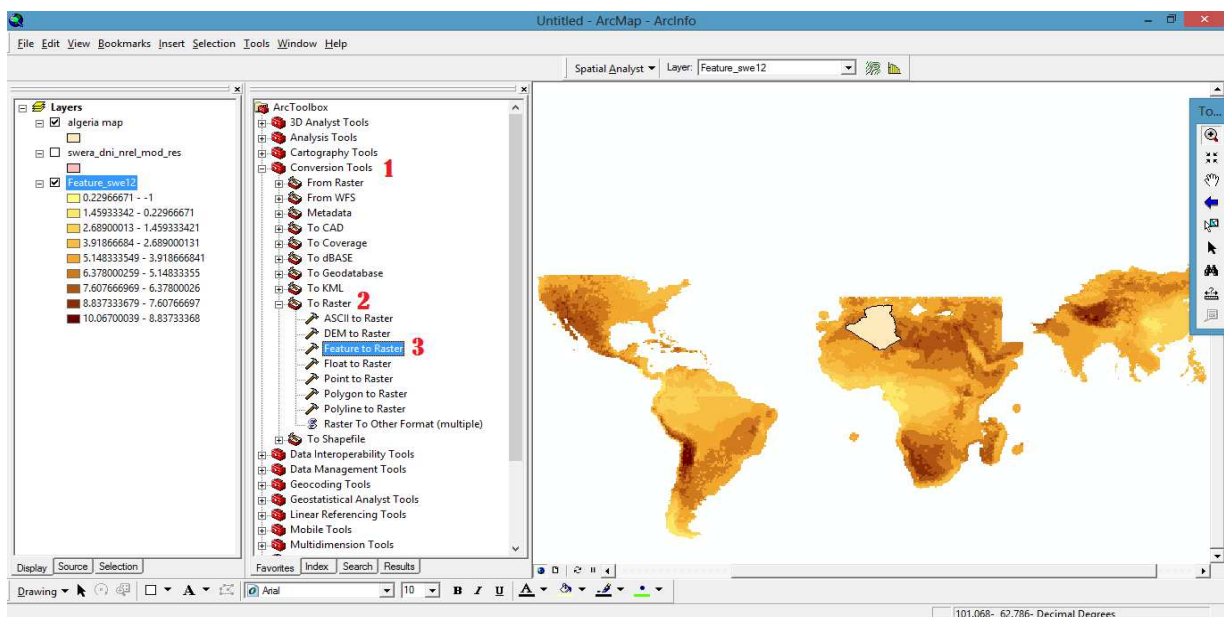 Untitled - ArcMap - ArcInfo
File Edit View Bookmarks Insert Selection Tools Window Help
Spatial Analyst Layer: Feature_swe12
Layers
algeria map
swera_dni_nrel_mod_res
Feature_swe12
0.22966671 - -1
1.45933342 - 0.22966671
2.68900013 - 1.459333421
3.91866684 - 2.689000131
5.148333549 - 3.918666841
6.378000259 - 5.14833355
7.607666969 - 6.37800026
8.837333679 - 7.60766697
10.06700039 - 8.83733368
Display Source Selection
ArcToolbox
3D Analyst Tools
Analysis Tools
Cartography Tools
Conversion Tools 1
From Raster
From WFS
Metadata
To CAD
To Coverage
To dBASE
To Geodatabase
To KML
To Raster 2
ASCII to Raster
DEM to Raster
Feature to Raster 3
Float to Raster
Point to Raster
Polygon to Raster
Polyline to Raster
Raster To Other Format (multiple)
To Shapefile
Data Interoperability Tools
Data Management Tools
Geocoding Tools
Geostatistical Analyst Tools
Linear Referencing Tools
Mobile Tools
Multidimension Tools
Favorites Index Search Results
To...
Drawing A Arial 10 B I U A
101.068- 62.786- Decimal Degrees